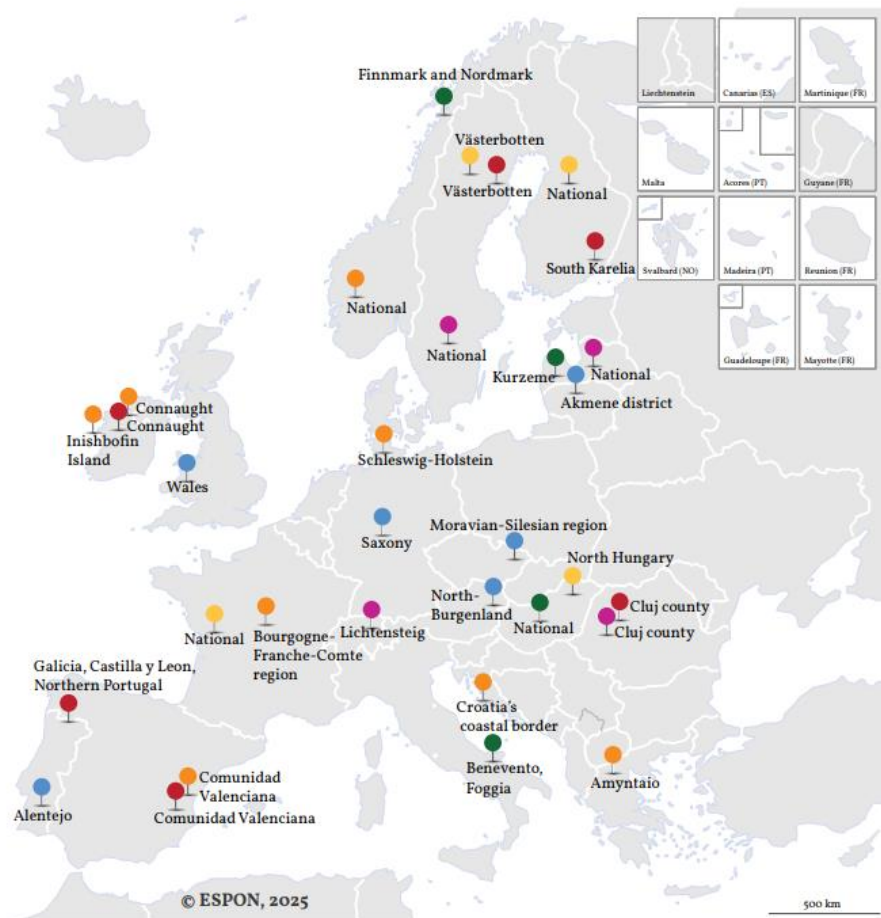 Finnmark and Nordmark
Liechtenstein
Canarias (ES)
Martinique (FR)
Västerbotten
Västerbotten
National
Malta
Acores (PT)
Guyane (FR)
South Karelia
Svalbard (NO)
Madeira (PT)
Reunion (FR)
National
National
Guadeloupe (FR)
Mayotte (FR)
Kurzeme
National
Akmene district
Connaught
Connaught
Inishbofin
Island
Schleswig-Holstein
Wales
Saxony
Moravian-Silesian region
North Hungary
North-
Burgenland
National
Cluj county
Cluj county
National
Bourgogne-
Franche-Comte
region
Lichtensteig
Galicia, Castilla y Leon,
Northern Portugal
Croatia's
coastal border
Benevento,
Foggia
Amyntaio
Comunidad
Valenciana
Comunidad Valenciana
Alentejo
© ESPON, 2025
500 km